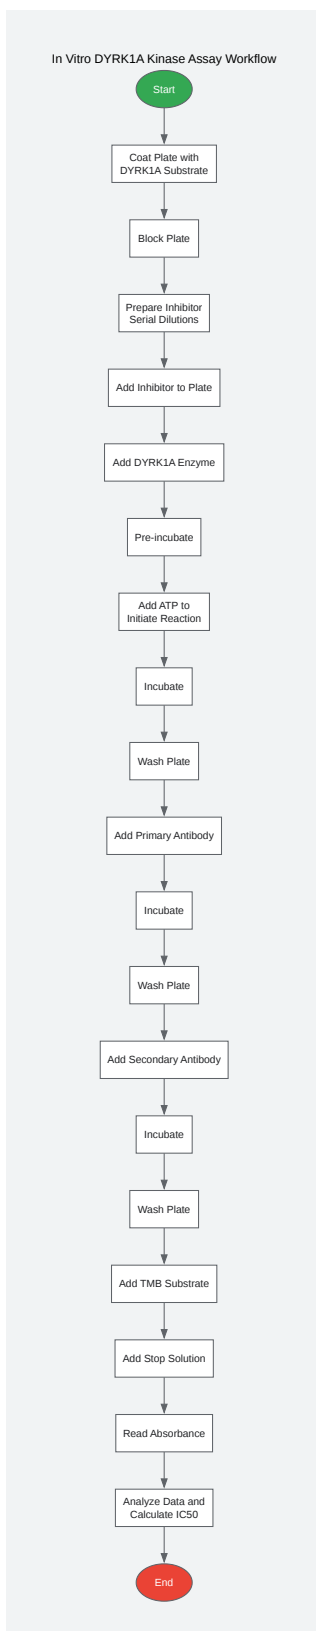 In Vitro DYRK1A Kinase Assay Workflow
Start
Coat Plate with
DYRK1A Substrate
Block Plate
Prepare Inhibitor
Serial Dilutions
Add Inhibitor to Plate
Add DYRK1A Enzyme
Pre-incubate
Add ATP to
Initiate Reaction
Incubate
Wash Plate
Add Primary Antibody
Incubate
Wash Plate
Add Secondary Antibody
Incubate
Wash Plate
Add TMB Substrate
Add Stop Solution
Read Absorbance
Analyze Data and
Calculate IC50
End